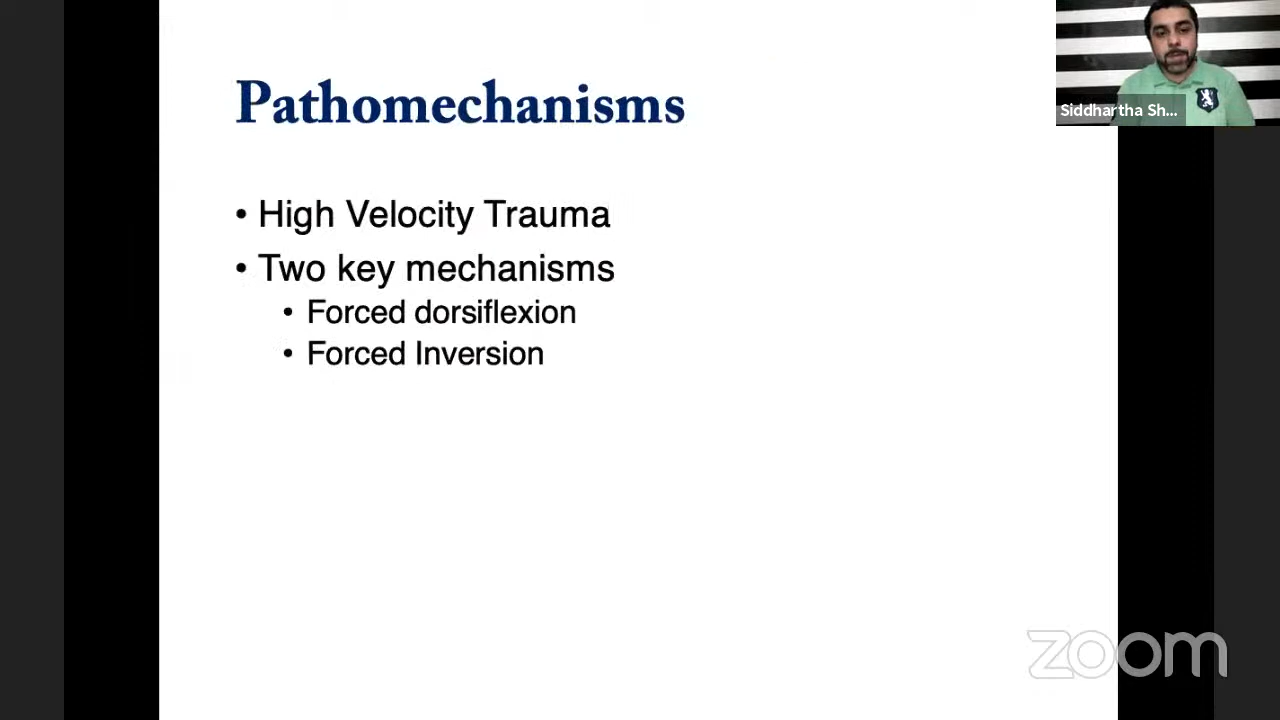 Siddhartha Sh...
Pathomechanisms
• High Velocity Trauma
• Two key mechanisms
• Forced dorsiflexion
• Forced Inversion
zoom